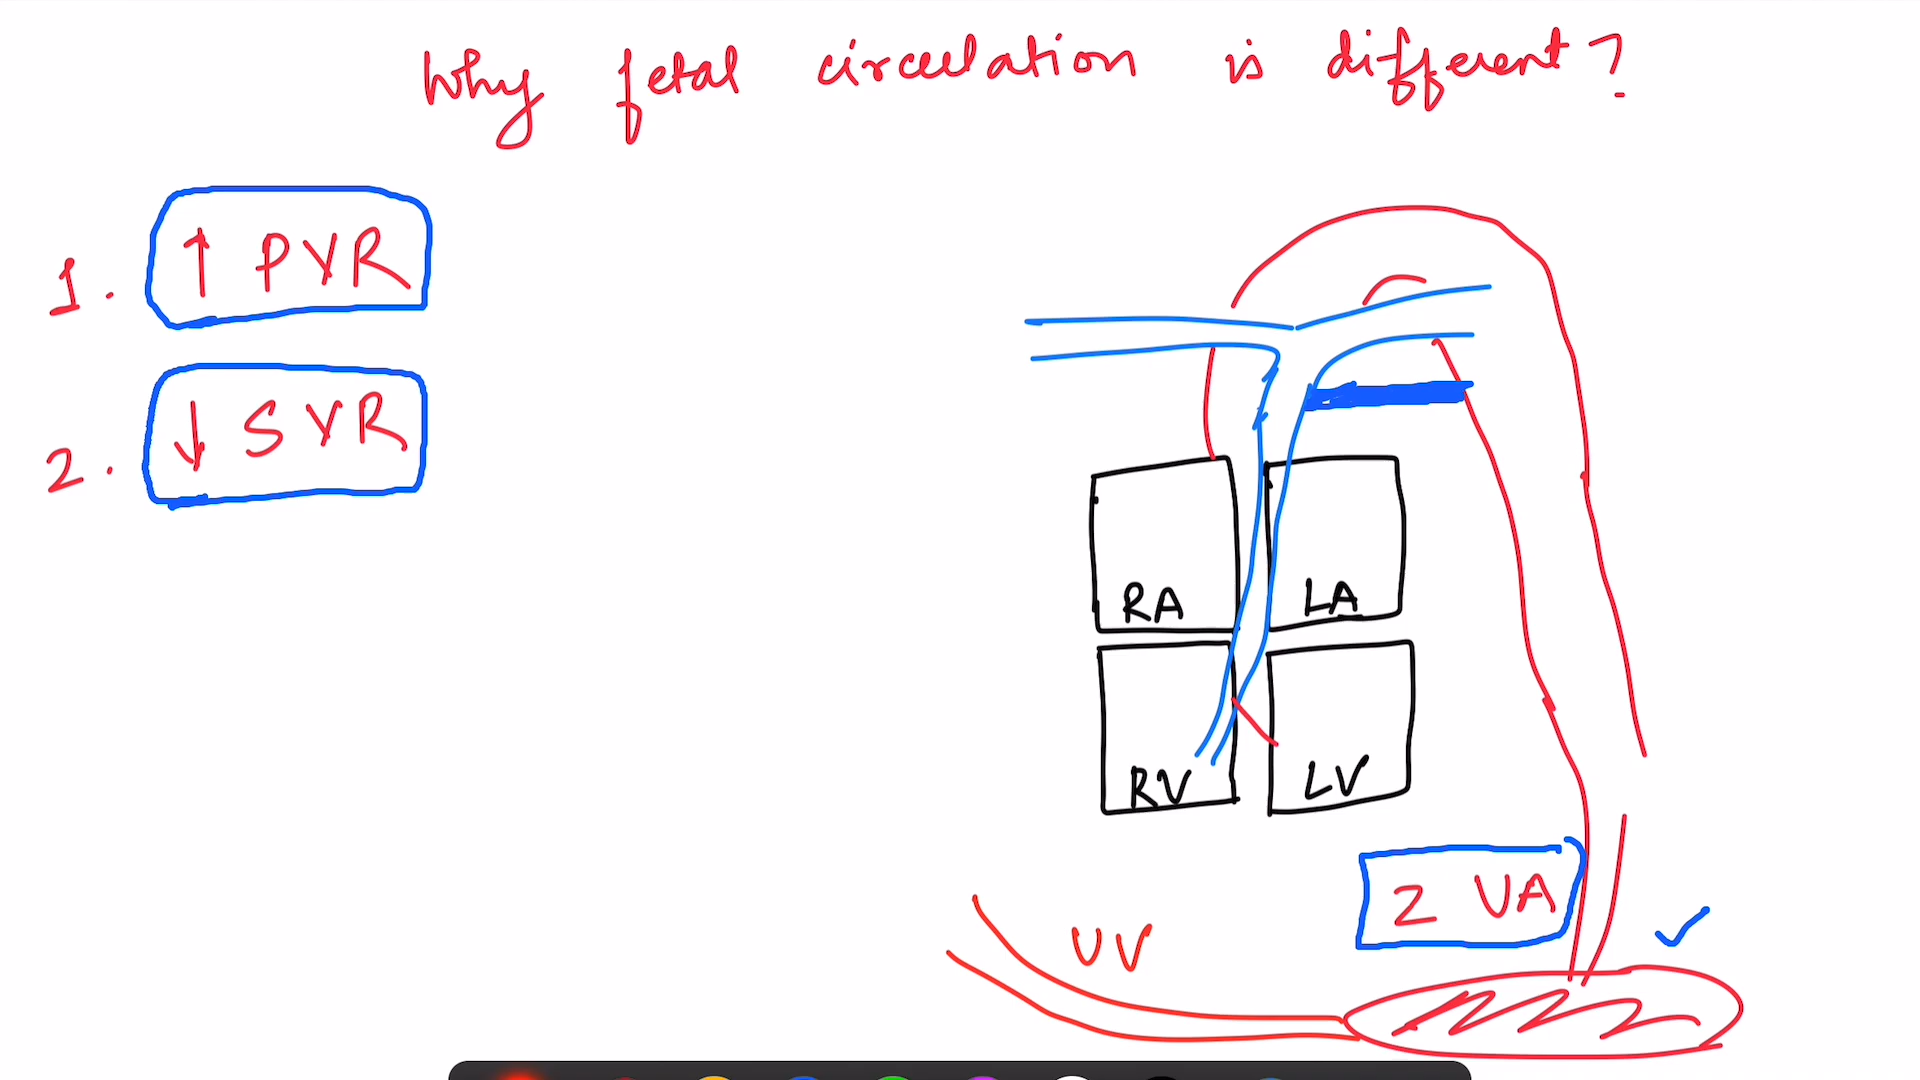 Why fetal circulation is different?
1. ↑ PVR
2. ↓ SVR
RA
LA
RV
LV
2 UA
UV